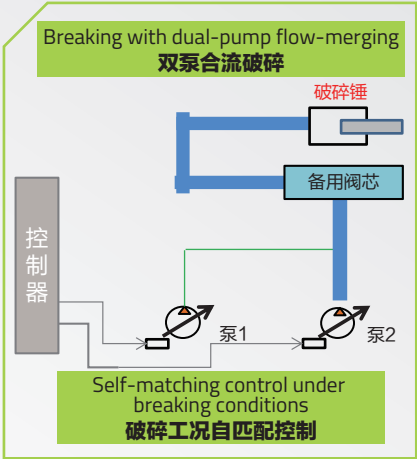 Breaking with dual-pump flow-merging
双泵合流破碎
破碎锤
备用阀芯
控制器
泵1
泵2
Self-matching control under
breaking conditions
破碎工况自匹配控制